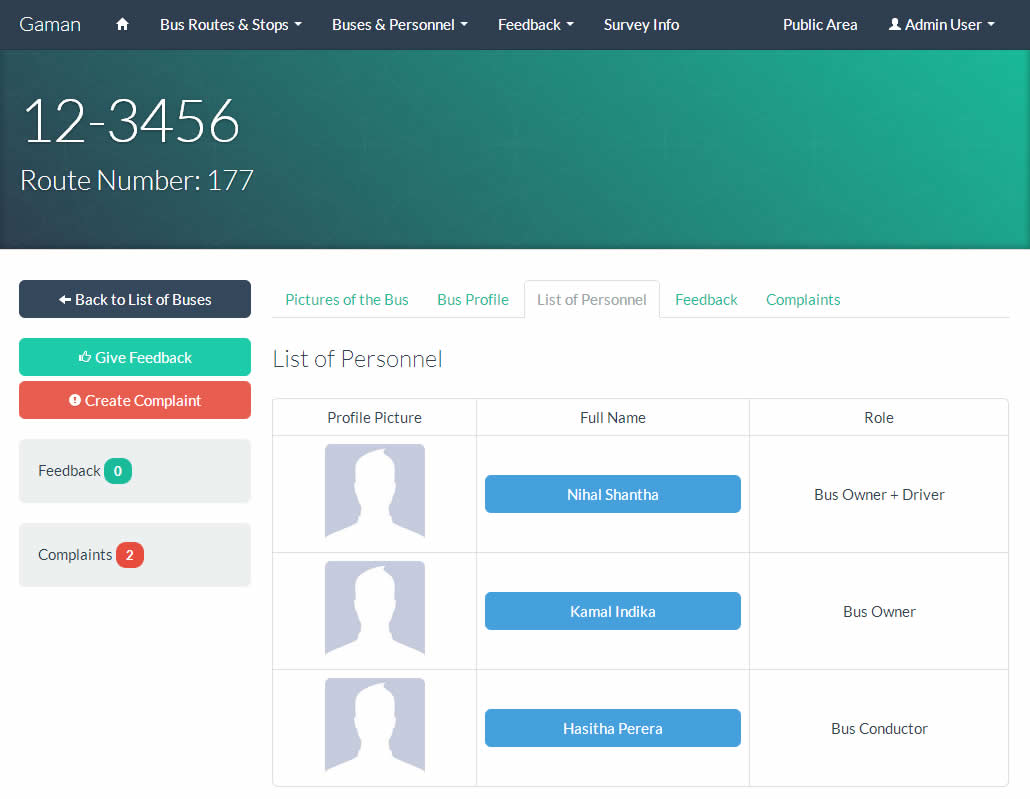 Gaman Bus Routes & Stops Buses & Personnel Feedback Survey Info Public Area Admin User
12-3456
Route Number: 177
Back to List of Buses
Give Feedback
Create Complaint
Feedback 0
Complaints 2
Pictures of the Bus Bus Profile List of Personnel Feedback Complaints
List of Personnel
Profile Picture Full Name Role
Nihal Shantha Bus Owner + Driver
Kamal Indika Bus Owner
Hasitha Perera Bus Conductor